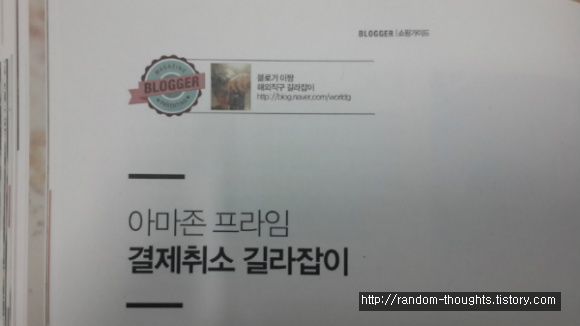 BLOGGER | 쇼핑가이드
MAGAZINE
BLOGGER
블로거 이짱
해외직구 길라잡이
http://blog.naver.com/worldg
아마존 프라임
결제취소 길라잡이
http://random-thoughts.tistory.com